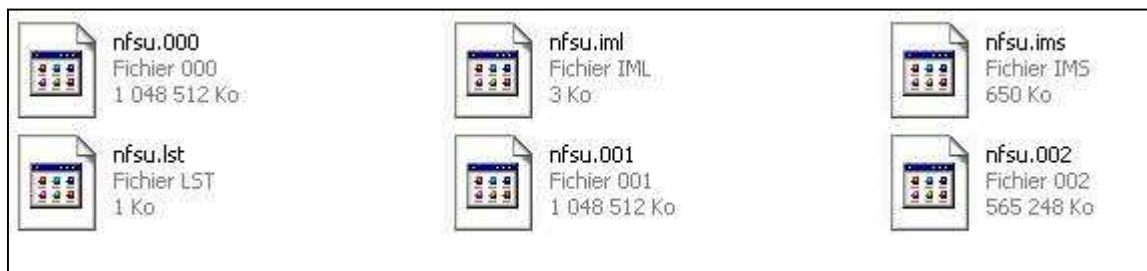 nfsu.000
Fichier 000
1 048 512 Ko
nfsu.iml
Fichier IML
3 Ko
nfsu.ims
Fichier IMS
650 Ko
nfsu.lst
Fichier LST
1 Ko
nfsu.001
Fichier 001
1 048 512 Ko
nfsu.002
Fichier 002
565 248 Ko